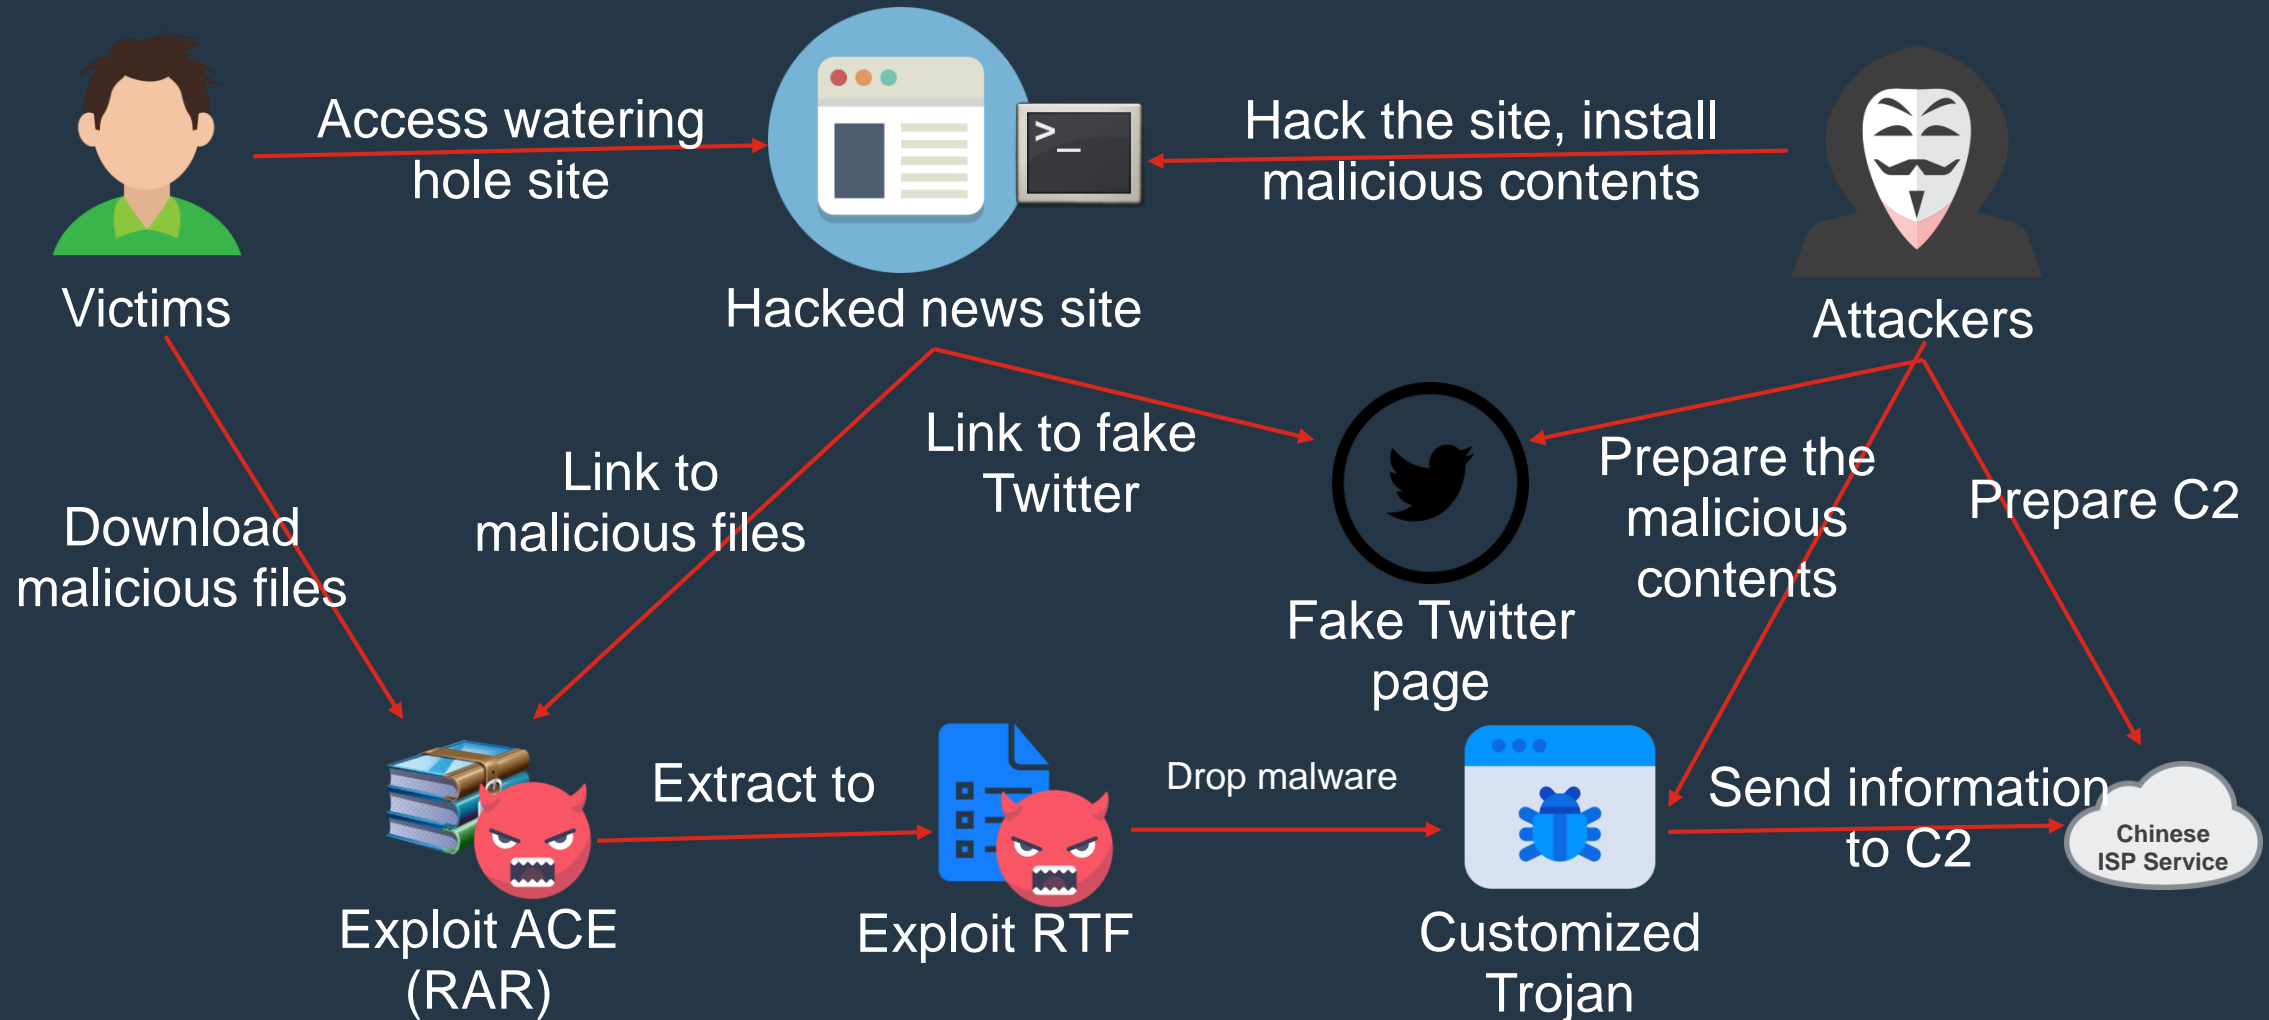 Access watering
hole site
Hack the site, install
malicious contents
>_
Victims
Hacked news site
Attackers
Link to fake
Twitter
Link to
malicious files
Download
malicious files
Prepare the
malicious
contents
Prepare C2
Fake Twitter
page
Extract to
Drop malware
Send information
to C2
Chinese
ISP Service
Exploit ACE
(RAR)
Exploit RTF
Customized
Trojan